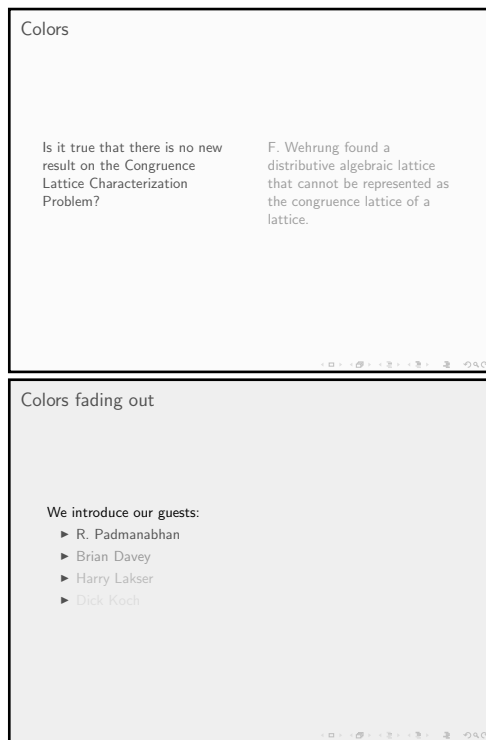 Colors
Is it true that there is no new
result on the Congruence
Lattice Characterization
Problem?
F. Wehrung found a
distributive algebraic lattice
that cannot be represented as
the congruence lattice of a
lattice.
Colors fading out
We introduce our guests:
R. Padmanabhan
Brian Davey
Harry Lakser
Dick Koch